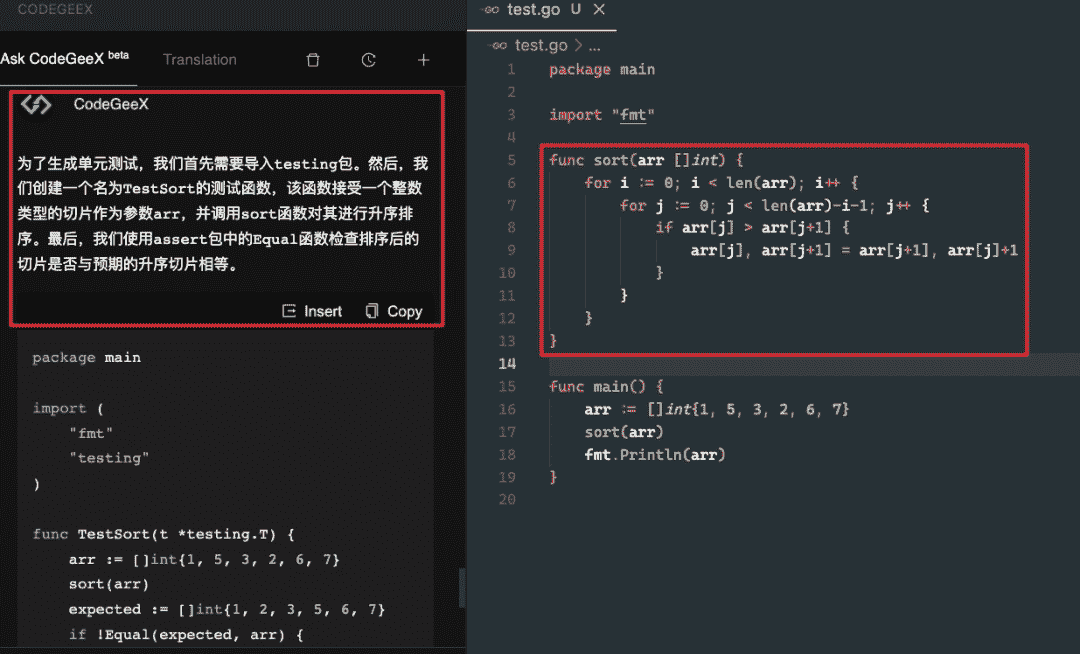 CODEGEEX
Ask CodeGeeX beta
Translation
CodeGeeX
为了生成单元测试，我们首先需要导入testing包。然后，我
们创建一个名为TestSort的测试函数，该函数接受一个整数
类型的切片作为参数arr，并调用sort函数对其进行升序排
序。最后，我们使用assert包中的Equal函数检查排序后的
切片是否与预期的升序切片相等。
Insert Copy
package main
import (
"fmt"
"testing"
)
func TestSort(t *testing.T) {
arr := []int{1, 5, 3, 2, 6, 7}
sort(arr)
expected := []int{1, 2, 3, 5, 6, 7}
if !Equal(expected, arr) {
test.go U
test.go > ...
1 package main
2
3 import "fmt"
4
5 func sort(arr []int) {
6 for i := 0; i < len(arr); i++ {
7 for j := 0; j < len(arr)-i-1; j++ {
8 if arr[j] > arr[j+1] {
9 arr[j], arr[j+1] = arr[j+1], arr[j]+1
10 }
11 }
12 }
13 }
14
15 func main() {
16 arr := []int{1, 5, 3, 2, 6, 7}
17 sort(arr)
18 fmt.Println(arr)
19 }
20